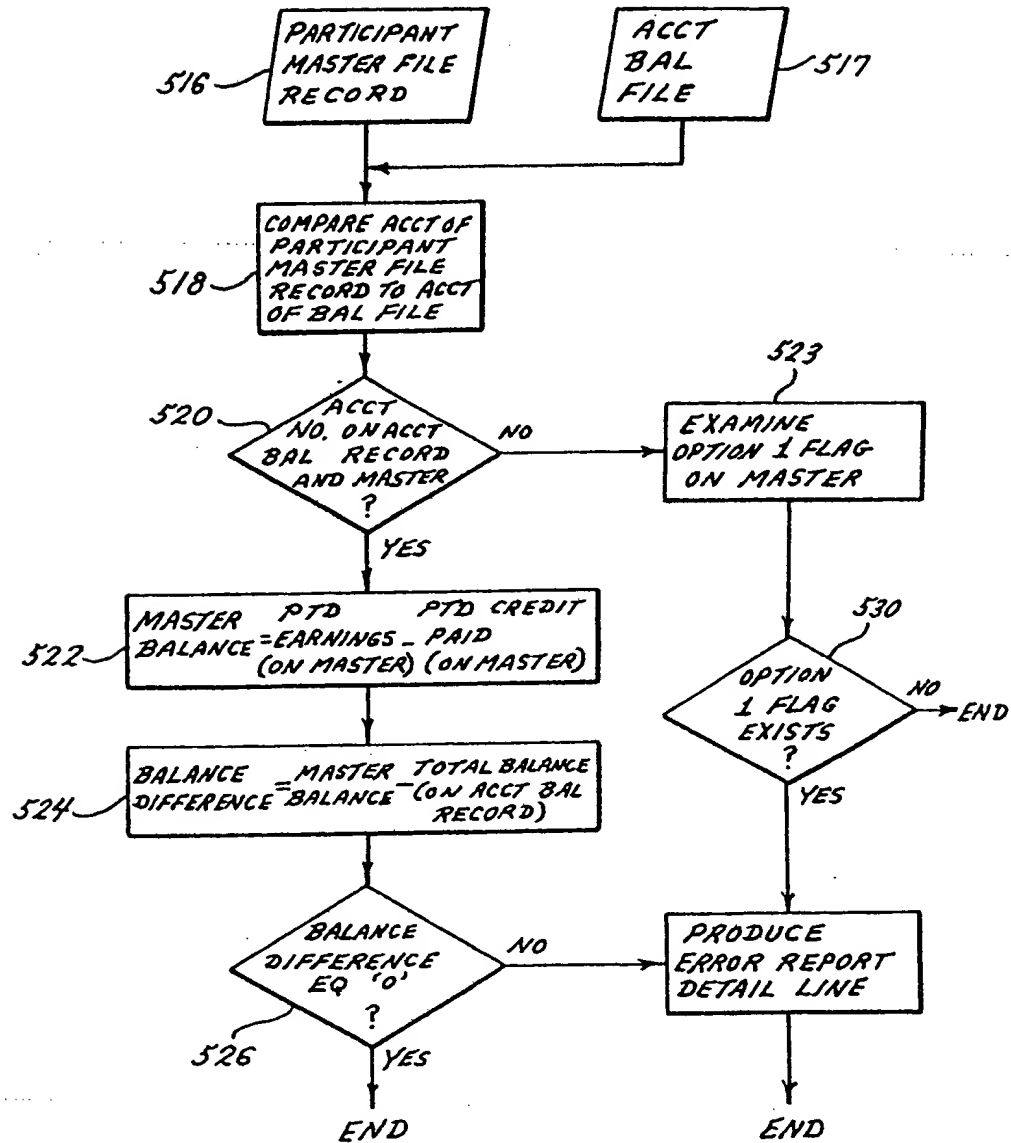 PARTICIPANT
MASTER FILE
RECORD
516
ACCT
BAL
FILE
517
COMPARE ACCT OF
PARTICIPANT
MASTER FILE
RECORD TO ACCT
OF BAL FILE
518
520
ACCT
NO. ON ACCT
BAL RECORD
AND MASTER
?
NO
YES
523
EXAMINE
OPTION 1 FLAG
ON MASTER
522
MASTER PTD PTD CREDIT
BALANCE = EARNINGS - PAID
(ON MASTER) (ON MASTER)
530
OPTION
1 FLAG
EXISTS
?
NO
END
YES
524
BALANCE = MASTER - TOTAL BALANCE
DIFFERENCE BALANCE (ON ACCT BAL
RECORD)
BALANCE
DIFFERENCE
EQ '0'
?
526
NO
YES
PRODUCE
ERROR REPORT
DETAIL LINE
END
END